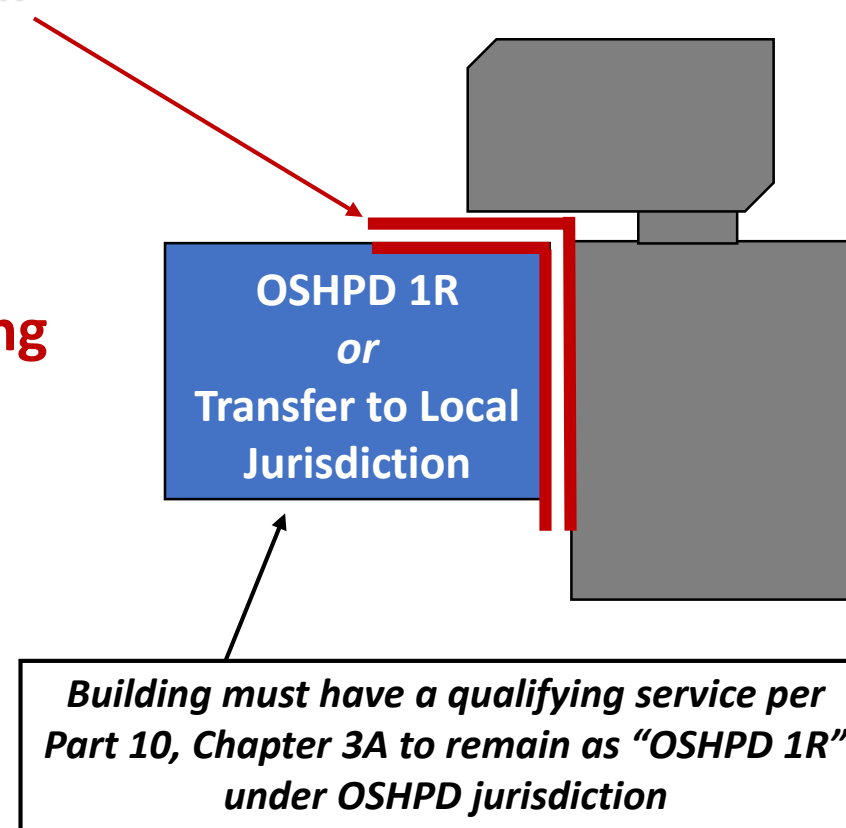 OSHPD 1R
or
Transfer to Local
Jurisdiction
ng
Building must have a qualifying service per
Part 10, Chapter 3A to remain as “OSHPD 1R”
under OSHPD jurisdiction